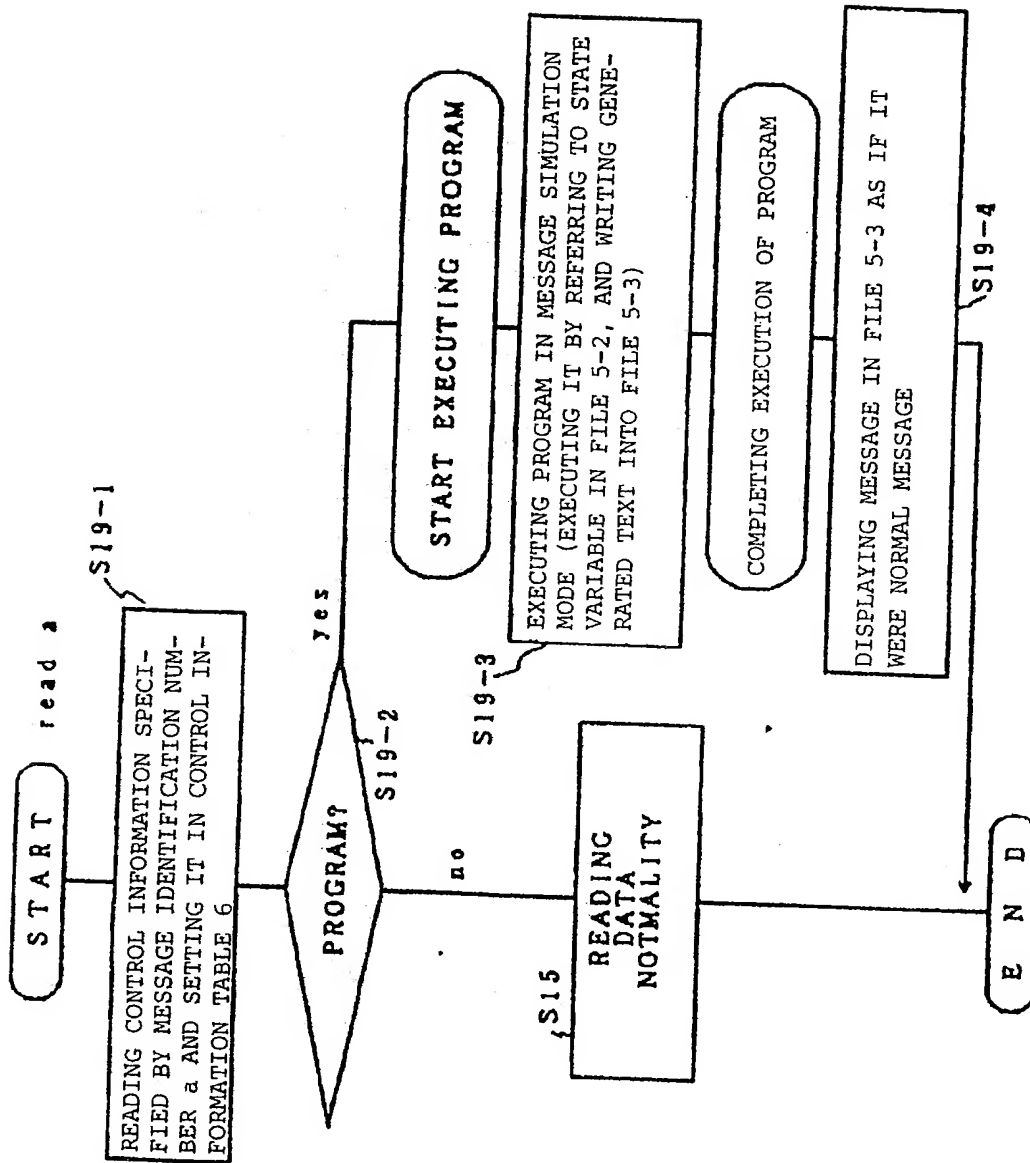 START
read a
S19-1
READING CONTROL INFORMATION SPECI-
FIED BY MESSAGE IDENTIFICATION NUM-
BER a AND SETTING IT IN CONTROL IN-
FORMATION TABLE 6
PROGRAM?
S19-2
yes
no
START EXECUTING PROGRAM
S19-3
EXECUTING PROGRAM IN MESSAGE SIMULATION
MODE (EXECUTING IT BY REFERRING TO STATE
VARIABLE IN FILE 5-2, AND WRITING GENE-
RATED TEXT INTO FILE 5-3)
COMPLETING EXECUTION OF PROGRAM
DISPLAYING MESSAGE IN FILE 5-3 AS IF IT
WERE NORMAL MESSAGE
S19-4
S15
READING
DATA
NOTMALITY
END